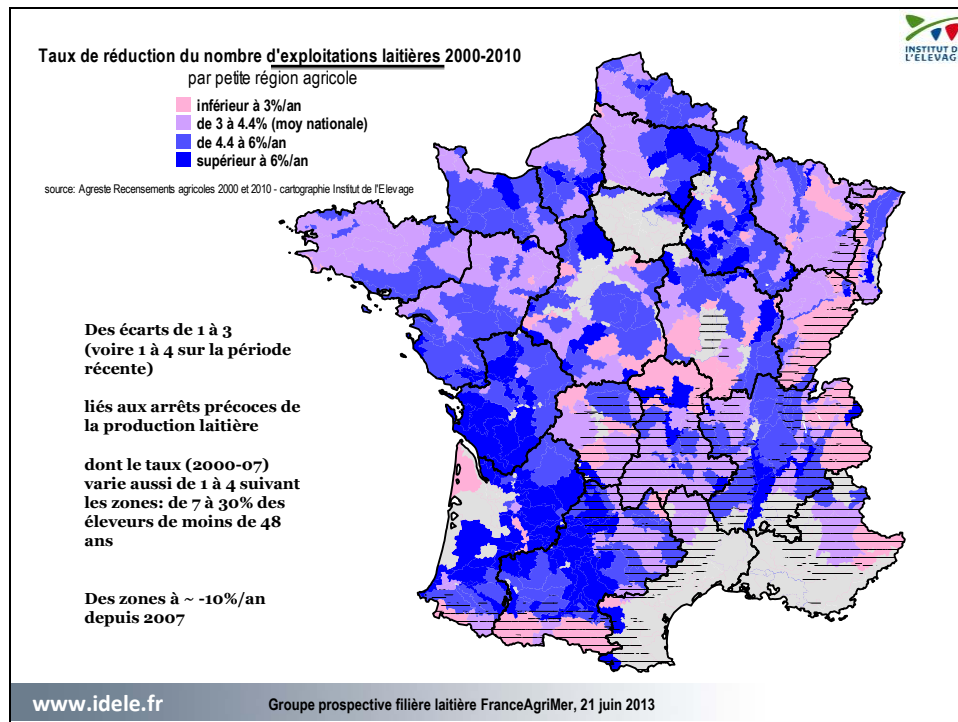 Taux de réduction du nombre d'exploitations laitières 2000-2010
par petite région agricole
inférieur à 3%/an
de 3 à 4.4% (moy nationale)
de 4.4 à 6%/an
supérieur à 6%/an
source: Agreste Recensements agricoles 2000 et 2010 - cartographie Institut de l'Elevage
INSTITUT D
L'ELEVAG
Des écarts de 1 à 3
(voire 1 à 4 sur la période
récente)
liés aux arrêts précoces de
la production laitière
dont le taux (2000-07)
varie aussi de 1 à 4 suivant
les zones: de 7 à 30% des
éleveurs de moins de 48
ans
Des zones à ~ -10%/an
depuis 2007
www.idele.fr
Groupe prospective filière laitière FranceAgriMer, 21 juin 2013